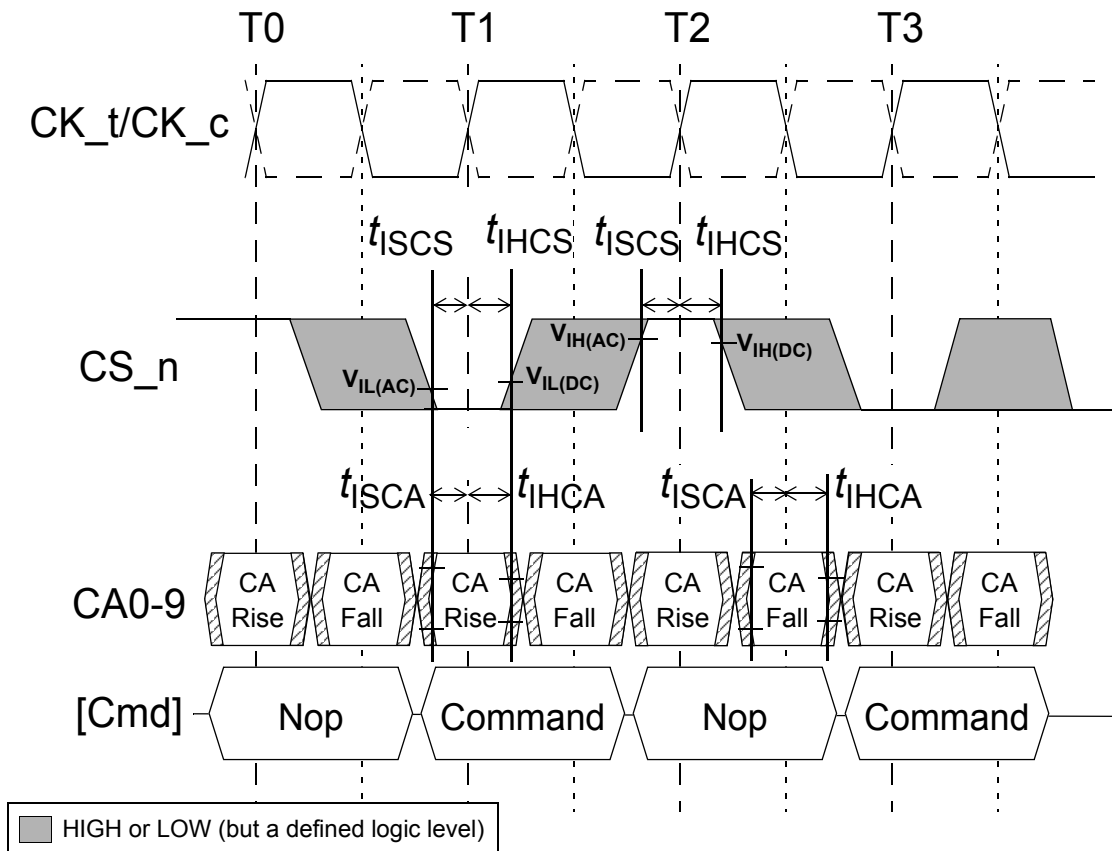 T0 T1 T2 T3
CK_t/CK_c
tISCS tIHCS tISCS tIHCS
CS_n
VIL(AC) VIL(DC) VIH(AC) VIH(DC)
tISCA tIHCA tISCA tIHCA
CA0-9
CA Rise
CA Fall
CA Rise
CA Fall
CA Rise
CA Fall
CA Rise
CA Fall
[Cmd] Nop Command Nop Command
HIGH or LOW (but a defined logic level)